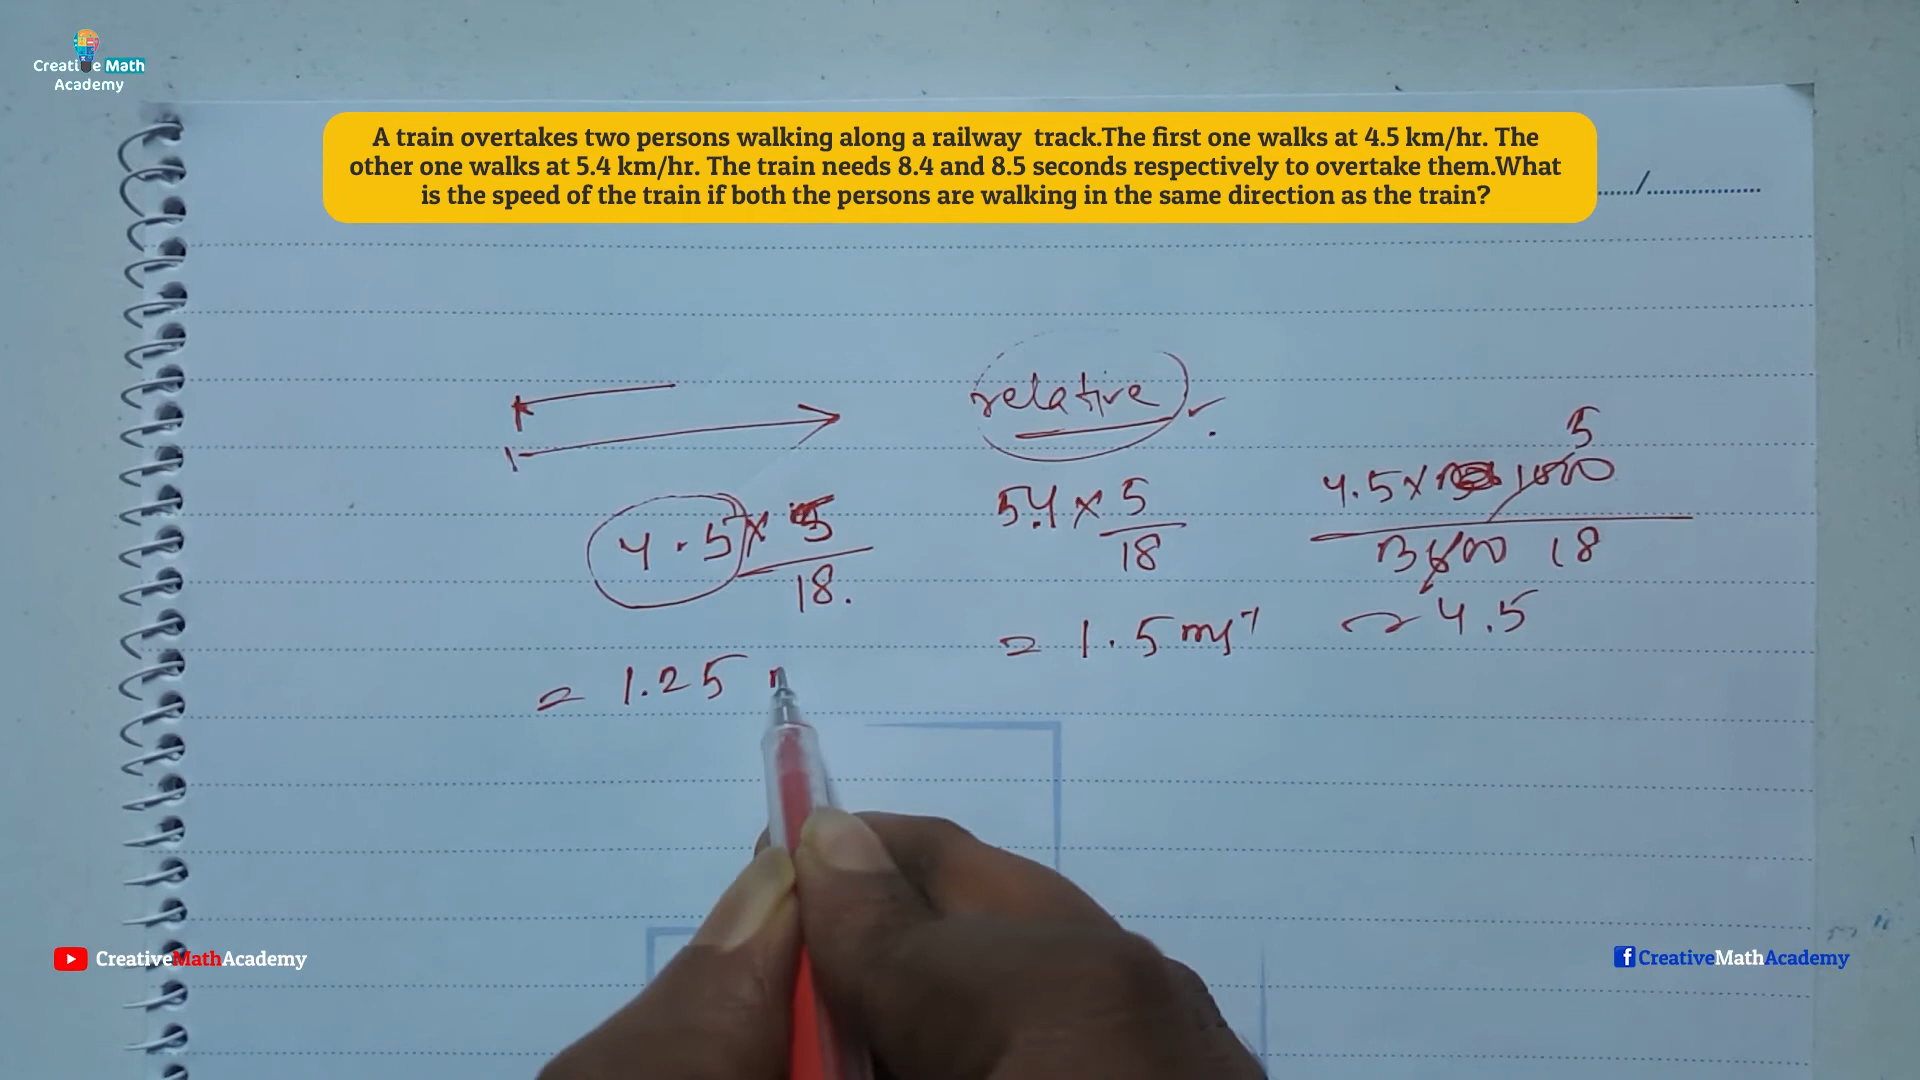 Creative Math
Academy
A train overtakes two persons walking along a railway track.The first one walks at 4.5 km/hr. The
other one walks at 5.4 km/hr. The train needs 8.4 and 8.5 seconds respectively to overtake them.What
is the speed of the train if both the persons are walking in the same direction as the train?
....../..................
relative
4.5 × 5
18.
= 1.25
5.4 × 5
18
= 1.5 ms⁻¹
5
4.5 × 1000
3600 18
4.5
CreativeMathAcademy
CreativeMathAcademy